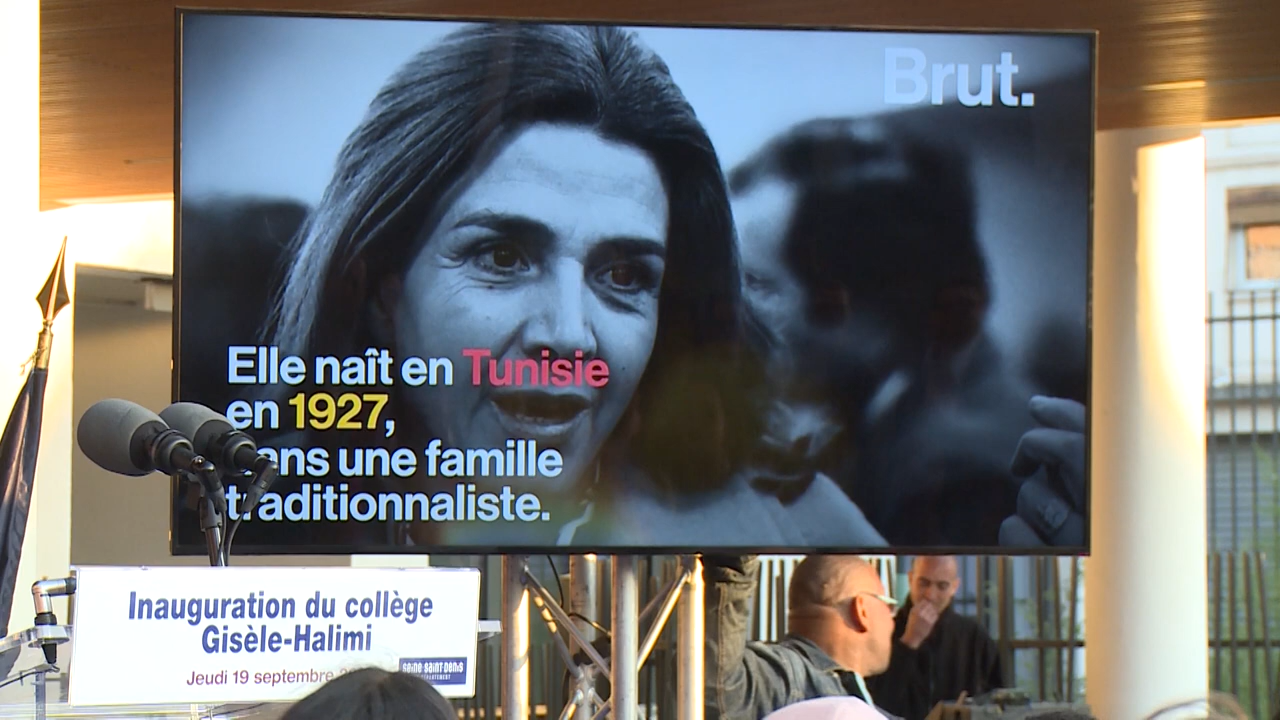 Brut.
Elle naît en Tunisie
en 1927,
une famille
traditionnaliste.
Inauguration du collège
Gisèle-Halimi
Jeudi 19 septembre
SEINE SAINT DENIS